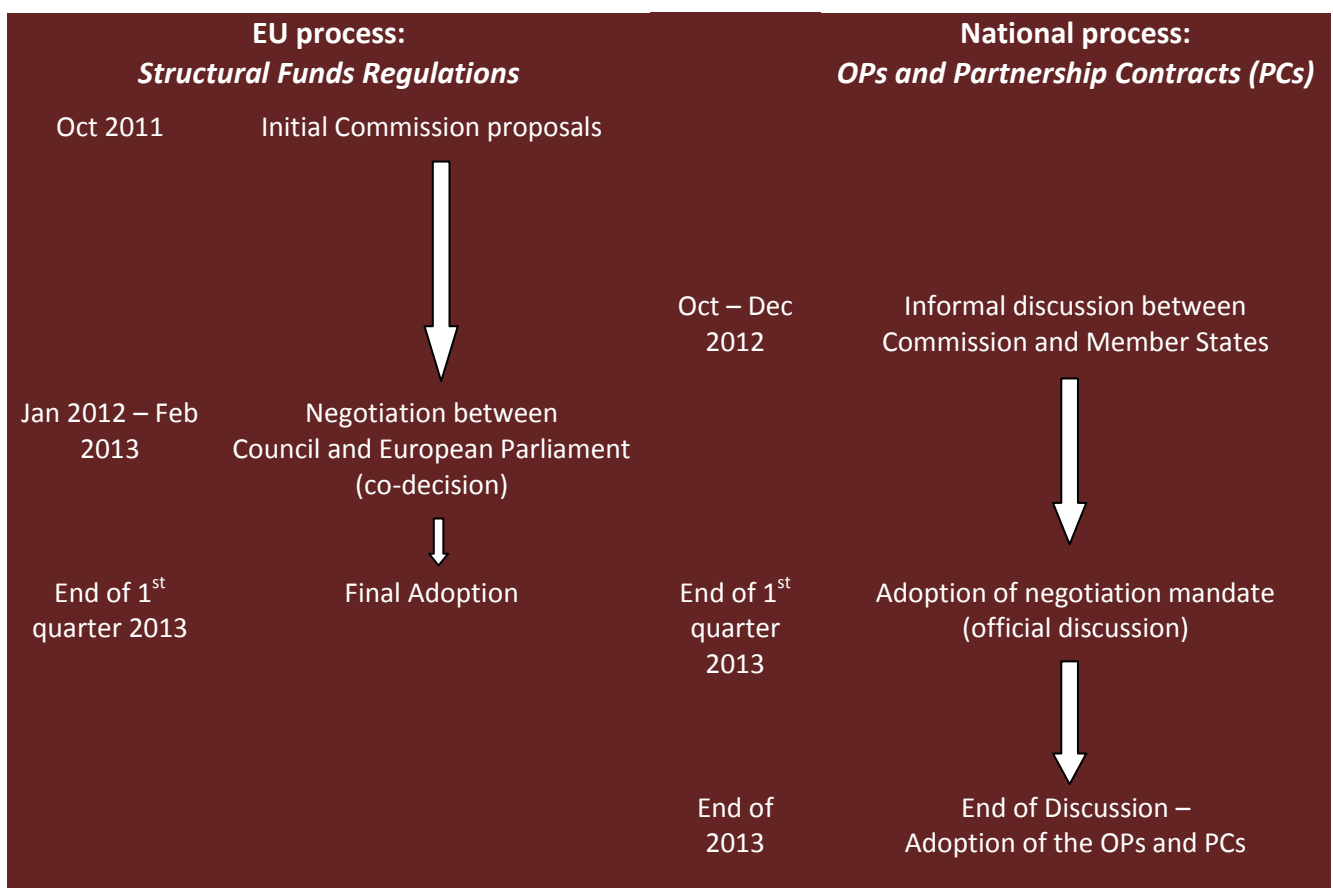 EU process:
Structural Funds Regulations
Oct 2011
Initial Commission proposals
Jan 2012 – Feb
2013
Negotiation between
Council and European Parliament
(co-decision)
End of 1st
quarter 2013
Final Adoption
National process:
OPs and Partnership Contracts (PCs)
Oct – Dec
2012
Informal discussion between
Commission and Member States
End of 1st
quarter
2013
Adoption of negotiation mandate
(official discussion)
End of
2013
End of Discussion –
Adoption of the OPs and PCs